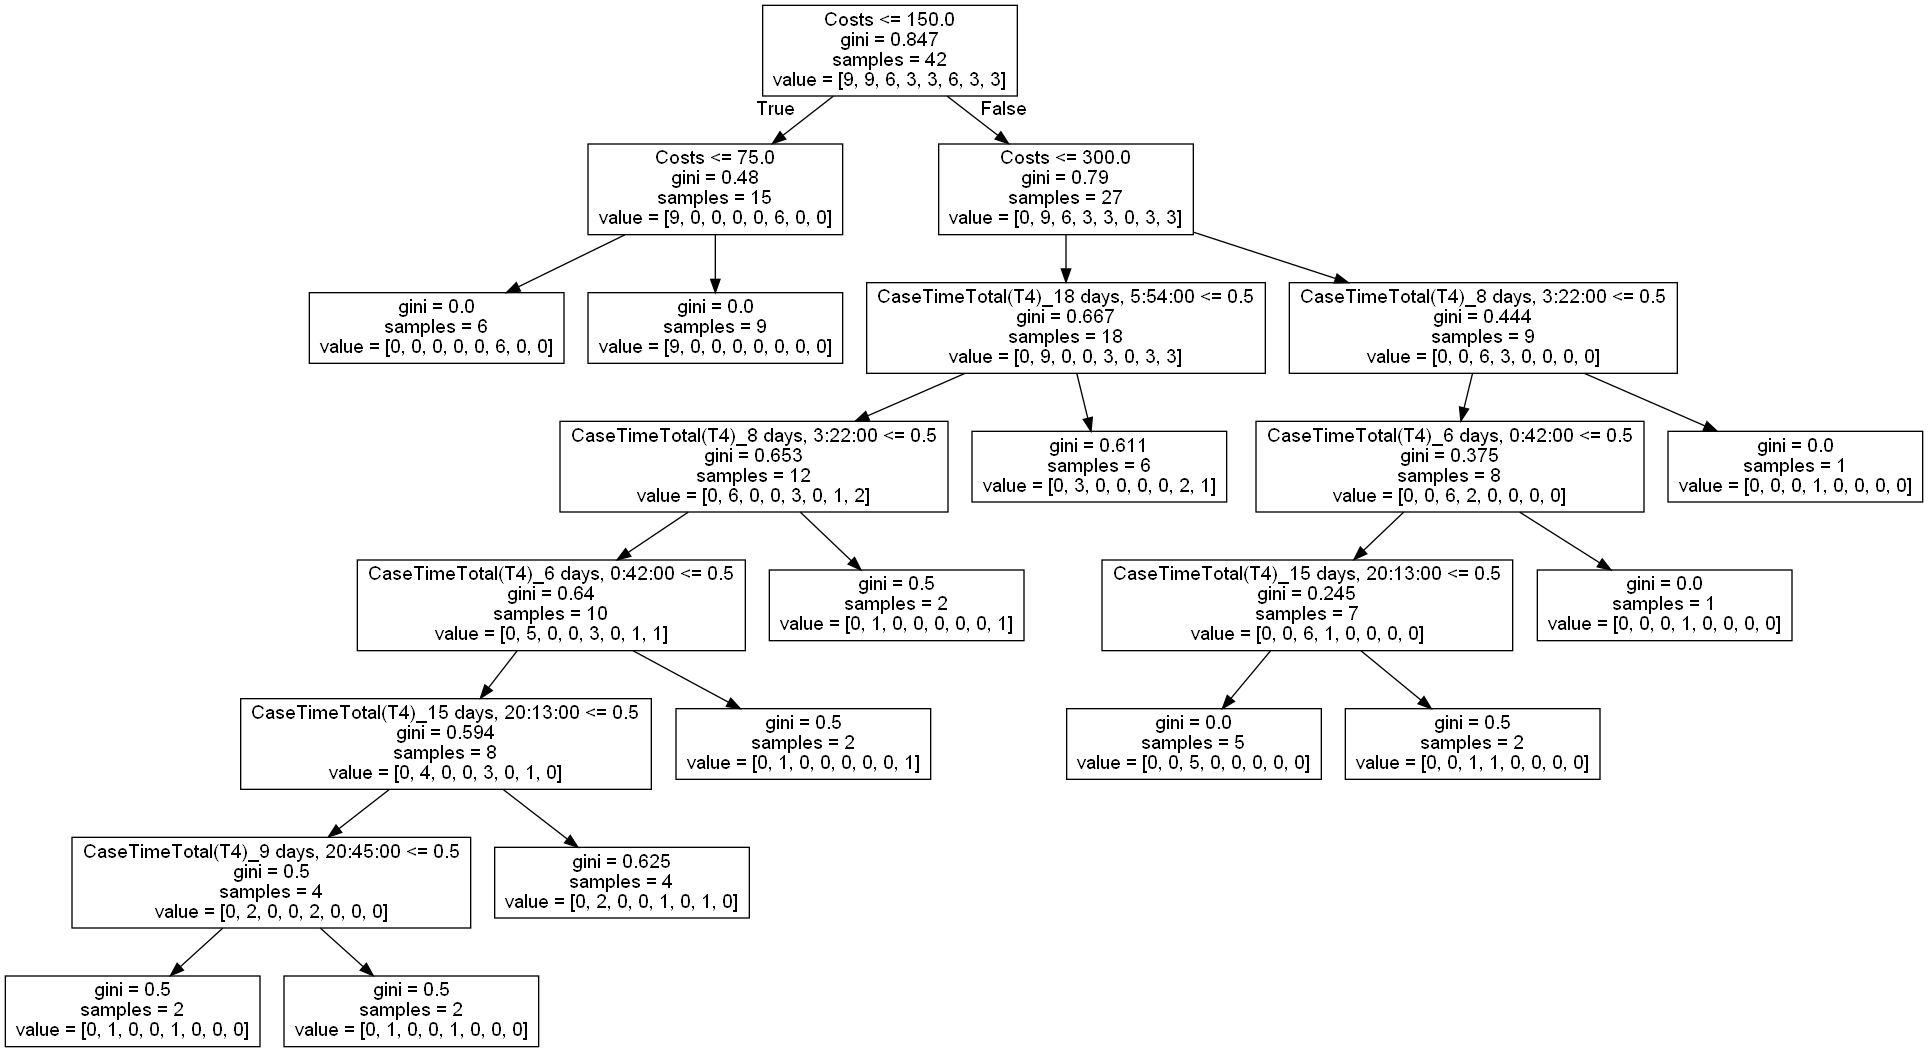 Costs <= 150.0
gini = 0.847
samples = 42
value = [9, 9, 6, 3, 3, 6, 3, 3]
True
False
Costs <= 75.0
gini = 0.48
samples = 15
value = [9, 0, 0, 0, 0, 6, 0, 0]
Costs <= 300.0
gini = 0.79
samples = 27
value = [0, 9, 6, 3, 3, 0, 3, 3]
gini = 0.0
samples = 6
value = [0, 0, 0, 0, 0, 6, 0, 0]
gini = 0.0
samples = 9
value = [9, 0, 0, 0, 0, 0, 0, 0]
CaseTimeTotal(T4)_18 days, 5:54:00 <= 0.5
gini = 0.667
samples = 18
value = [0, 9, 0, 0, 3, 0, 3, 3]
CaseTimeTotal(T4)_8 days, 3:22:00 <= 0.5
gini = 0.444
samples = 9
value = [0, 0, 6, 3, 0, 0, 0, 0]
CaseTimeTotal(T4)_8 days, 3:22:00 <= 0.5
gini = 0.653
samples = 12
value = [0, 6, 0, 0, 3, 0, 1, 2]
gini = 0.611
samples = 6
value = [0, 3, 0, 0, 0, 0, 2, 1]
CaseTimeTotal(T4)_6 days, 0:42:00 <= 0.5
gini = 0.375
samples = 8
value = [0, 0, 6, 2, 0, 0, 0, 0]
gini = 0.0
samples = 1
value = [0, 0, 0, 1, 0, 0, 0, 0]
CaseTimeTotal(T4)_6 days, 0:42:00 <= 0.5
gini = 0.64
samples = 10
value = [0, 5, 0, 0, 3, 0, 1, 1]
gini = 0.5
samples = 2
value = [0, 1, 0, 0, 0, 0, 0, 1]
CaseTimeTotal(T4)_15 days, 20:13:00 <= 0.5
gini = 0.245
samples = 7
value = [0, 0, 6, 1, 0, 0, 0, 0]
gini = 0.0
samples = 1
value = [0, 0, 0, 1, 0, 0, 0, 0]
CaseTimeTotal(T4)_15 days, 20:13:00 <= 0.5
gini = 0.594
samples = 8
value = [0, 4, 0, 0, 3, 0, 1, 0]
gini = 0.5
samples = 2
value = [0, 1, 0, 0, 0, 0, 0, 1]
gini = 0.0
samples = 5
value = [0, 0, 5, 0, 0, 0, 0, 0]
gini = 0.5
samples = 2
value = [0, 0, 1, 1, 0, 0, 0, 0]
CaseTimeTotal(T4)_9 days, 20:45:00 <= 0.5
gini = 0.5
samples = 4
value = [0, 2, 0, 0, 2, 0, 0, 0]
gini = 0.625
samples = 4
value = [0, 2, 0, 0, 1, 0, 1, 0]
gini = 0.5
samples = 2
value = [0, 1, 0, 0, 1, 0, 0, 0]
gini = 0.5
samples = 2
value = [0, 1, 0, 0, 1, 0, 0, 0]